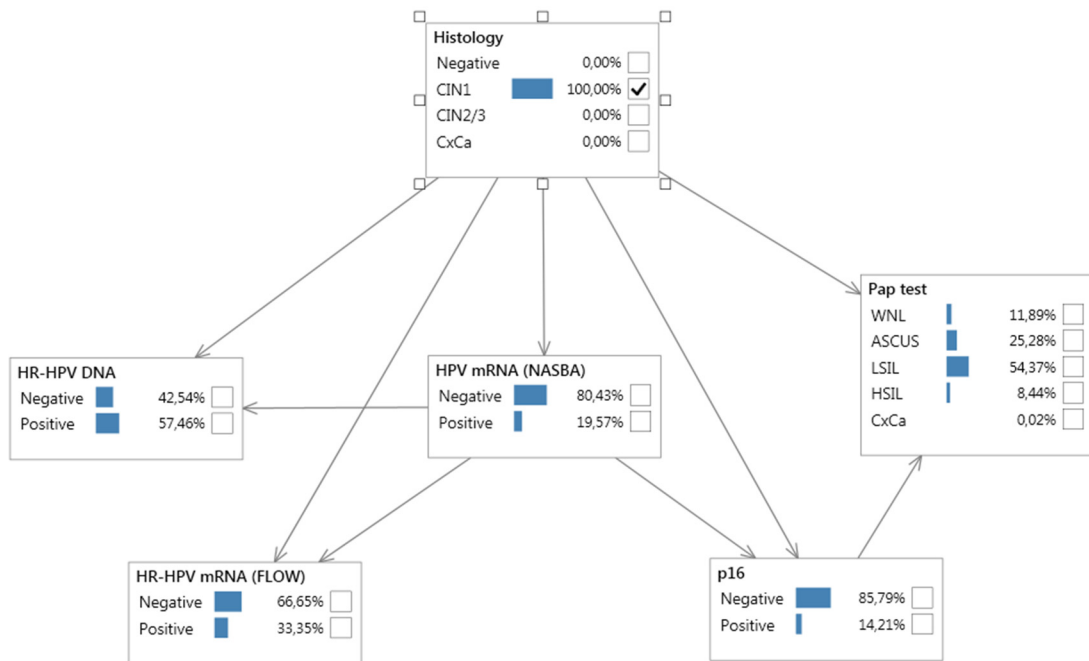 Histology
Negative 0,00%
CIN1 100,00%
CIN2/3 0,00%
CxCa 0,00%
Pap test
WNL 11,89%
ASCUS 25,28%
LSIL 54,37%
HSIL 8,44%
CxCa 0,02%
HR-HPV DNA
Negative 42,54%
Positive 57,46%
HPV mRNA (NASBA)
Negative 80,43%
Positive 19,57%
HR-HPV mRNA (FLOW)
Negative 66,65%
Positive 33,35%
p16
Negative 85,79%
Positive 14,21%